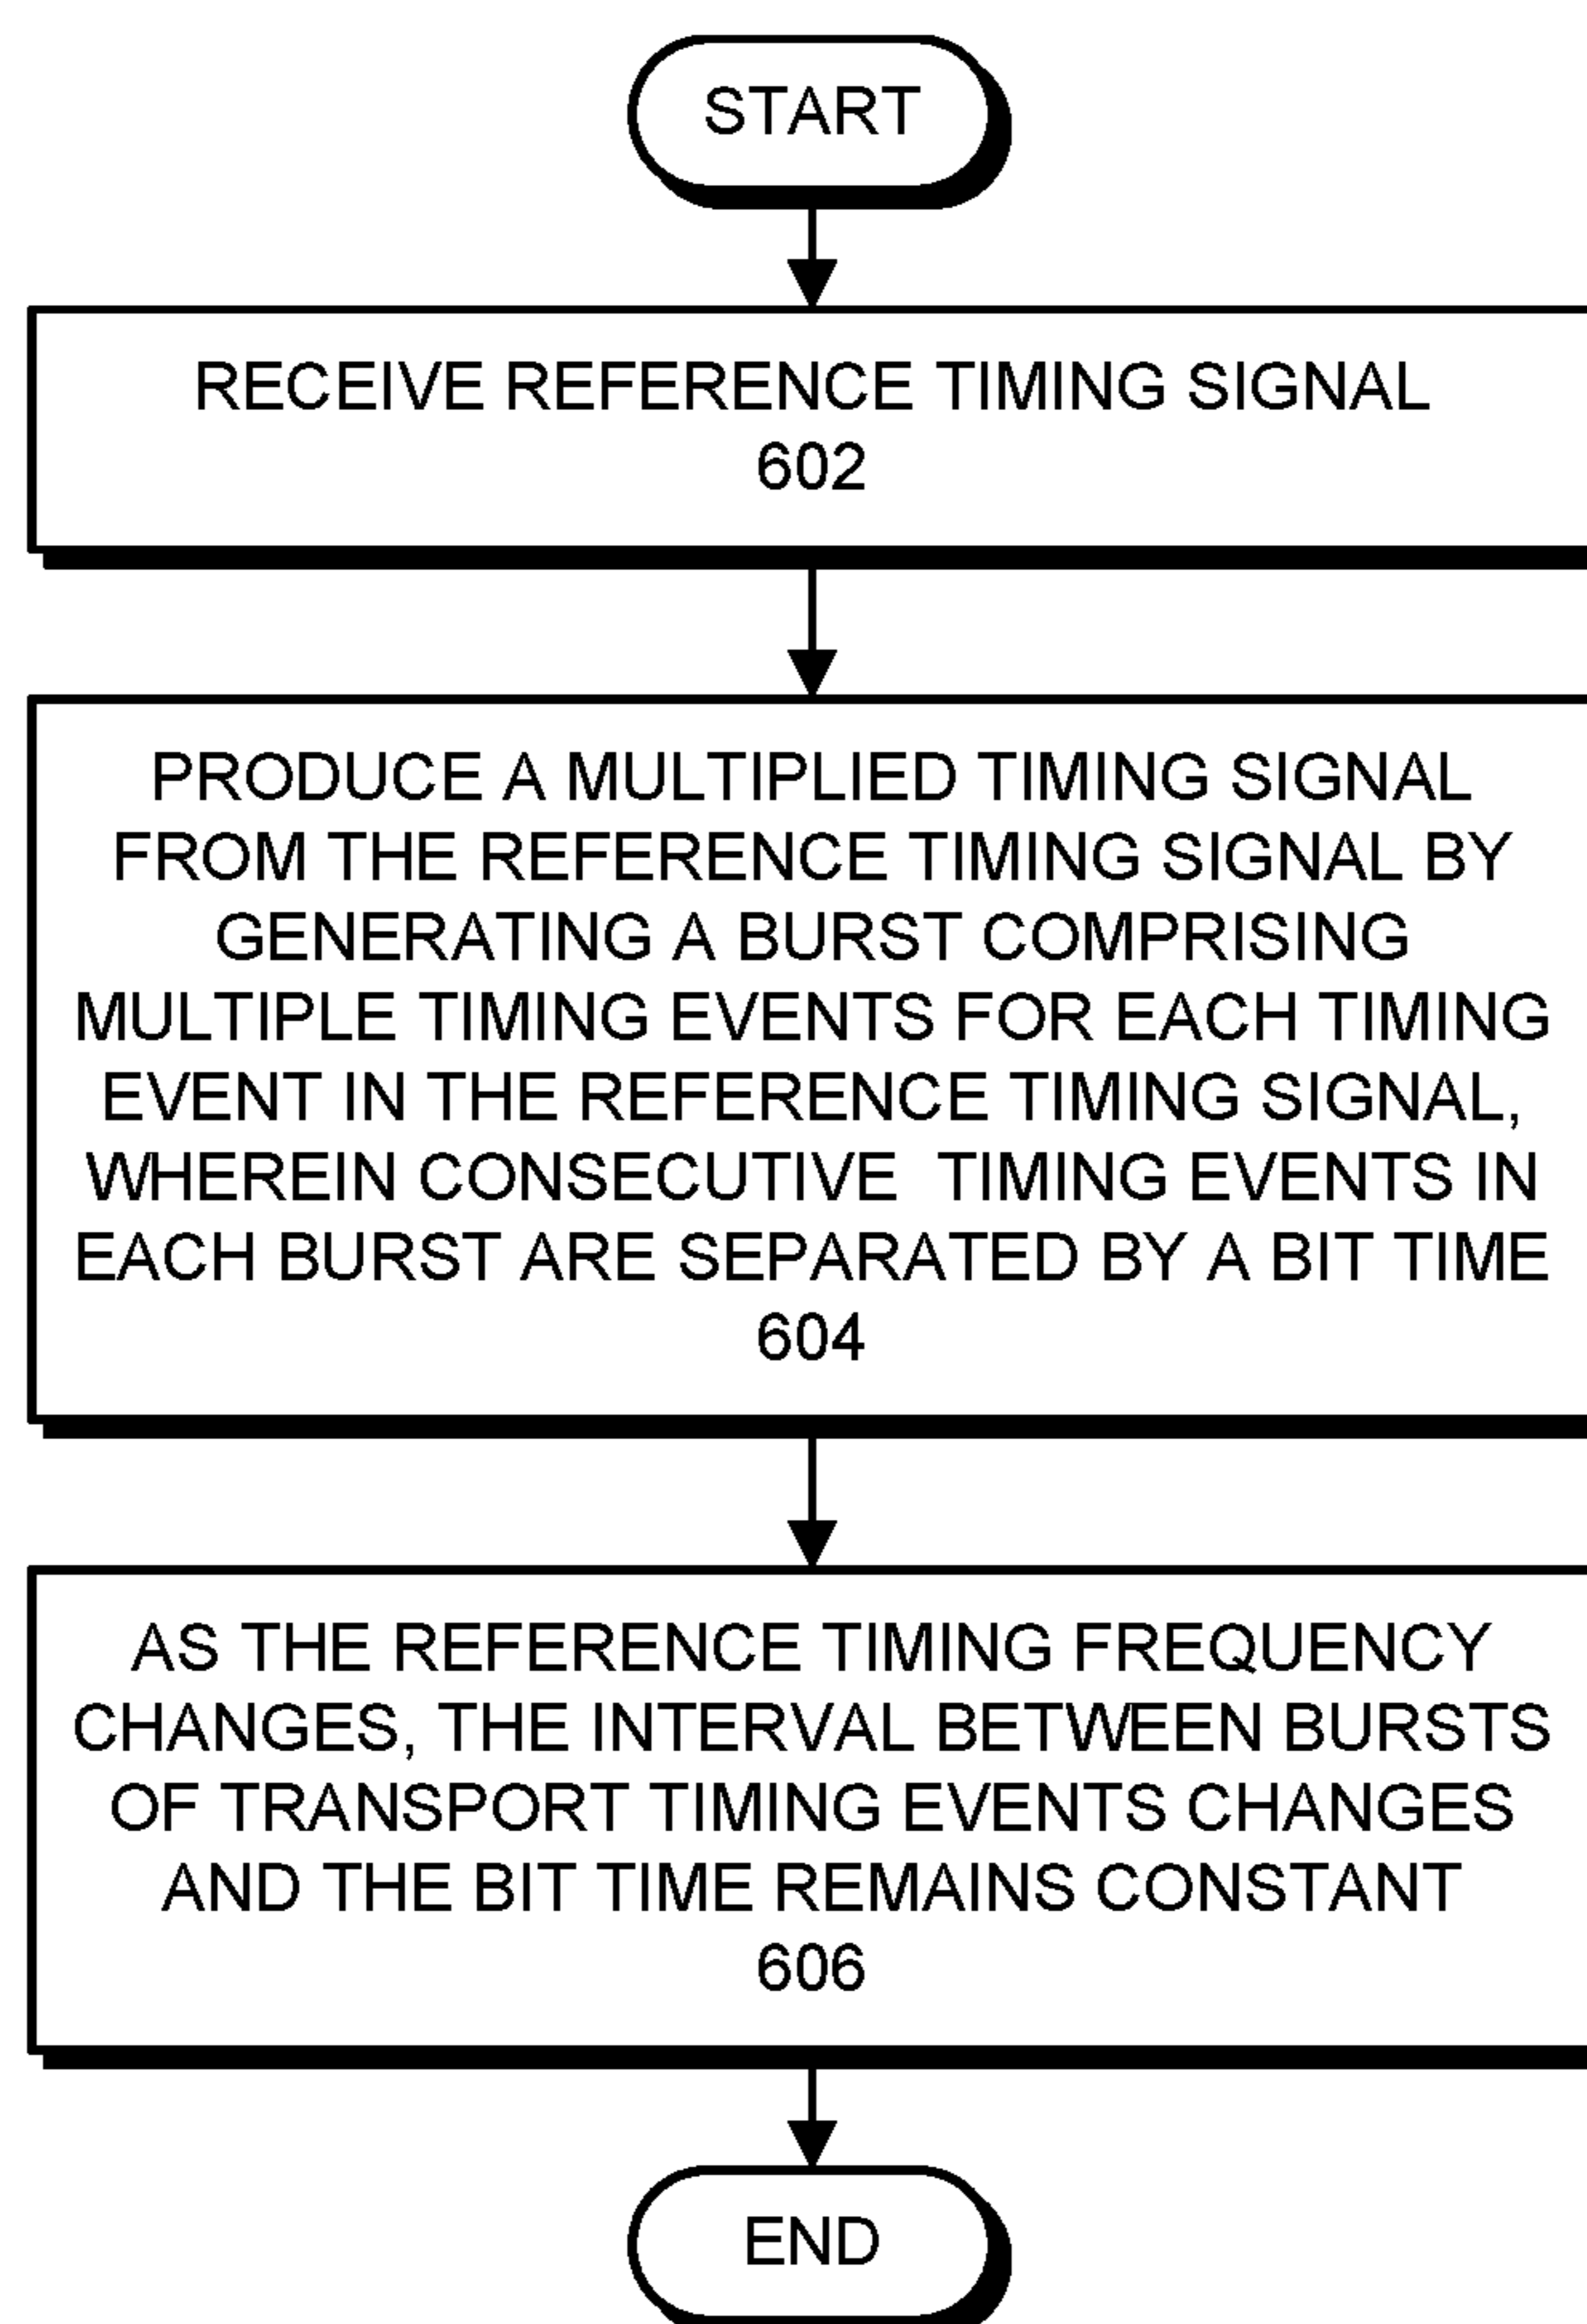 START
RECEIVE REFERENCE TIMING SIGNAL
602
PRODUCE A MULTIPLIED TIMING SIGNAL
FROM THE REFERENCE TIMING SIGNAL BY
GENERATING A BURST COMPRISING
MULTIPLE TIMING EVENTS FOR EACH TIMING
EVENT IN THE REFERENCE TIMING SIGNAL,
WHEREIN CONSECUTIVE TIMING EVENTS IN
EACH BURST ARE SEPARATED BY A BIT TIME
604
AS THE REFERENCE TIMING FREQUENCY
CHANGES, THE INTERVAL BETWEEN BURSTS
OF TRANSPORT TIMING EVENTS CHANGES
AND THE BIT TIME REMAINS CONSTANT
606
END